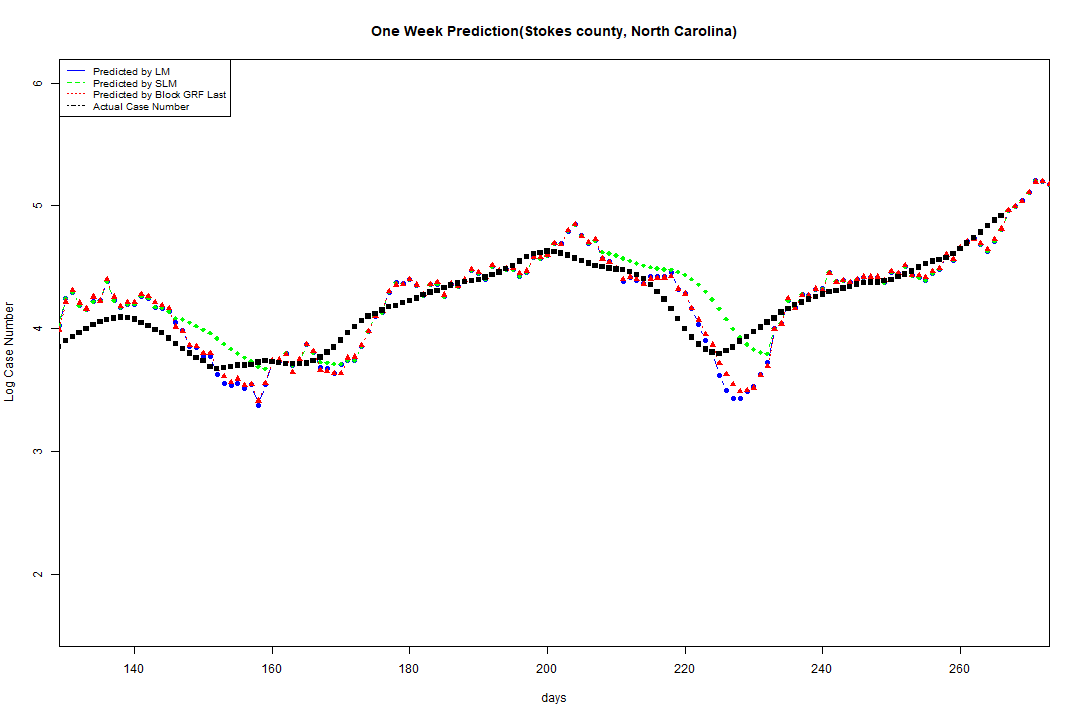 One Week Prediction(Stokes county, North Carolina)
Predicted by LM
Predicted by SLM
Predicted by Block GRF Last
Actual Case Number
6
5
4
3
2
Log Case Number
140 160 180 200 220 240 260
days